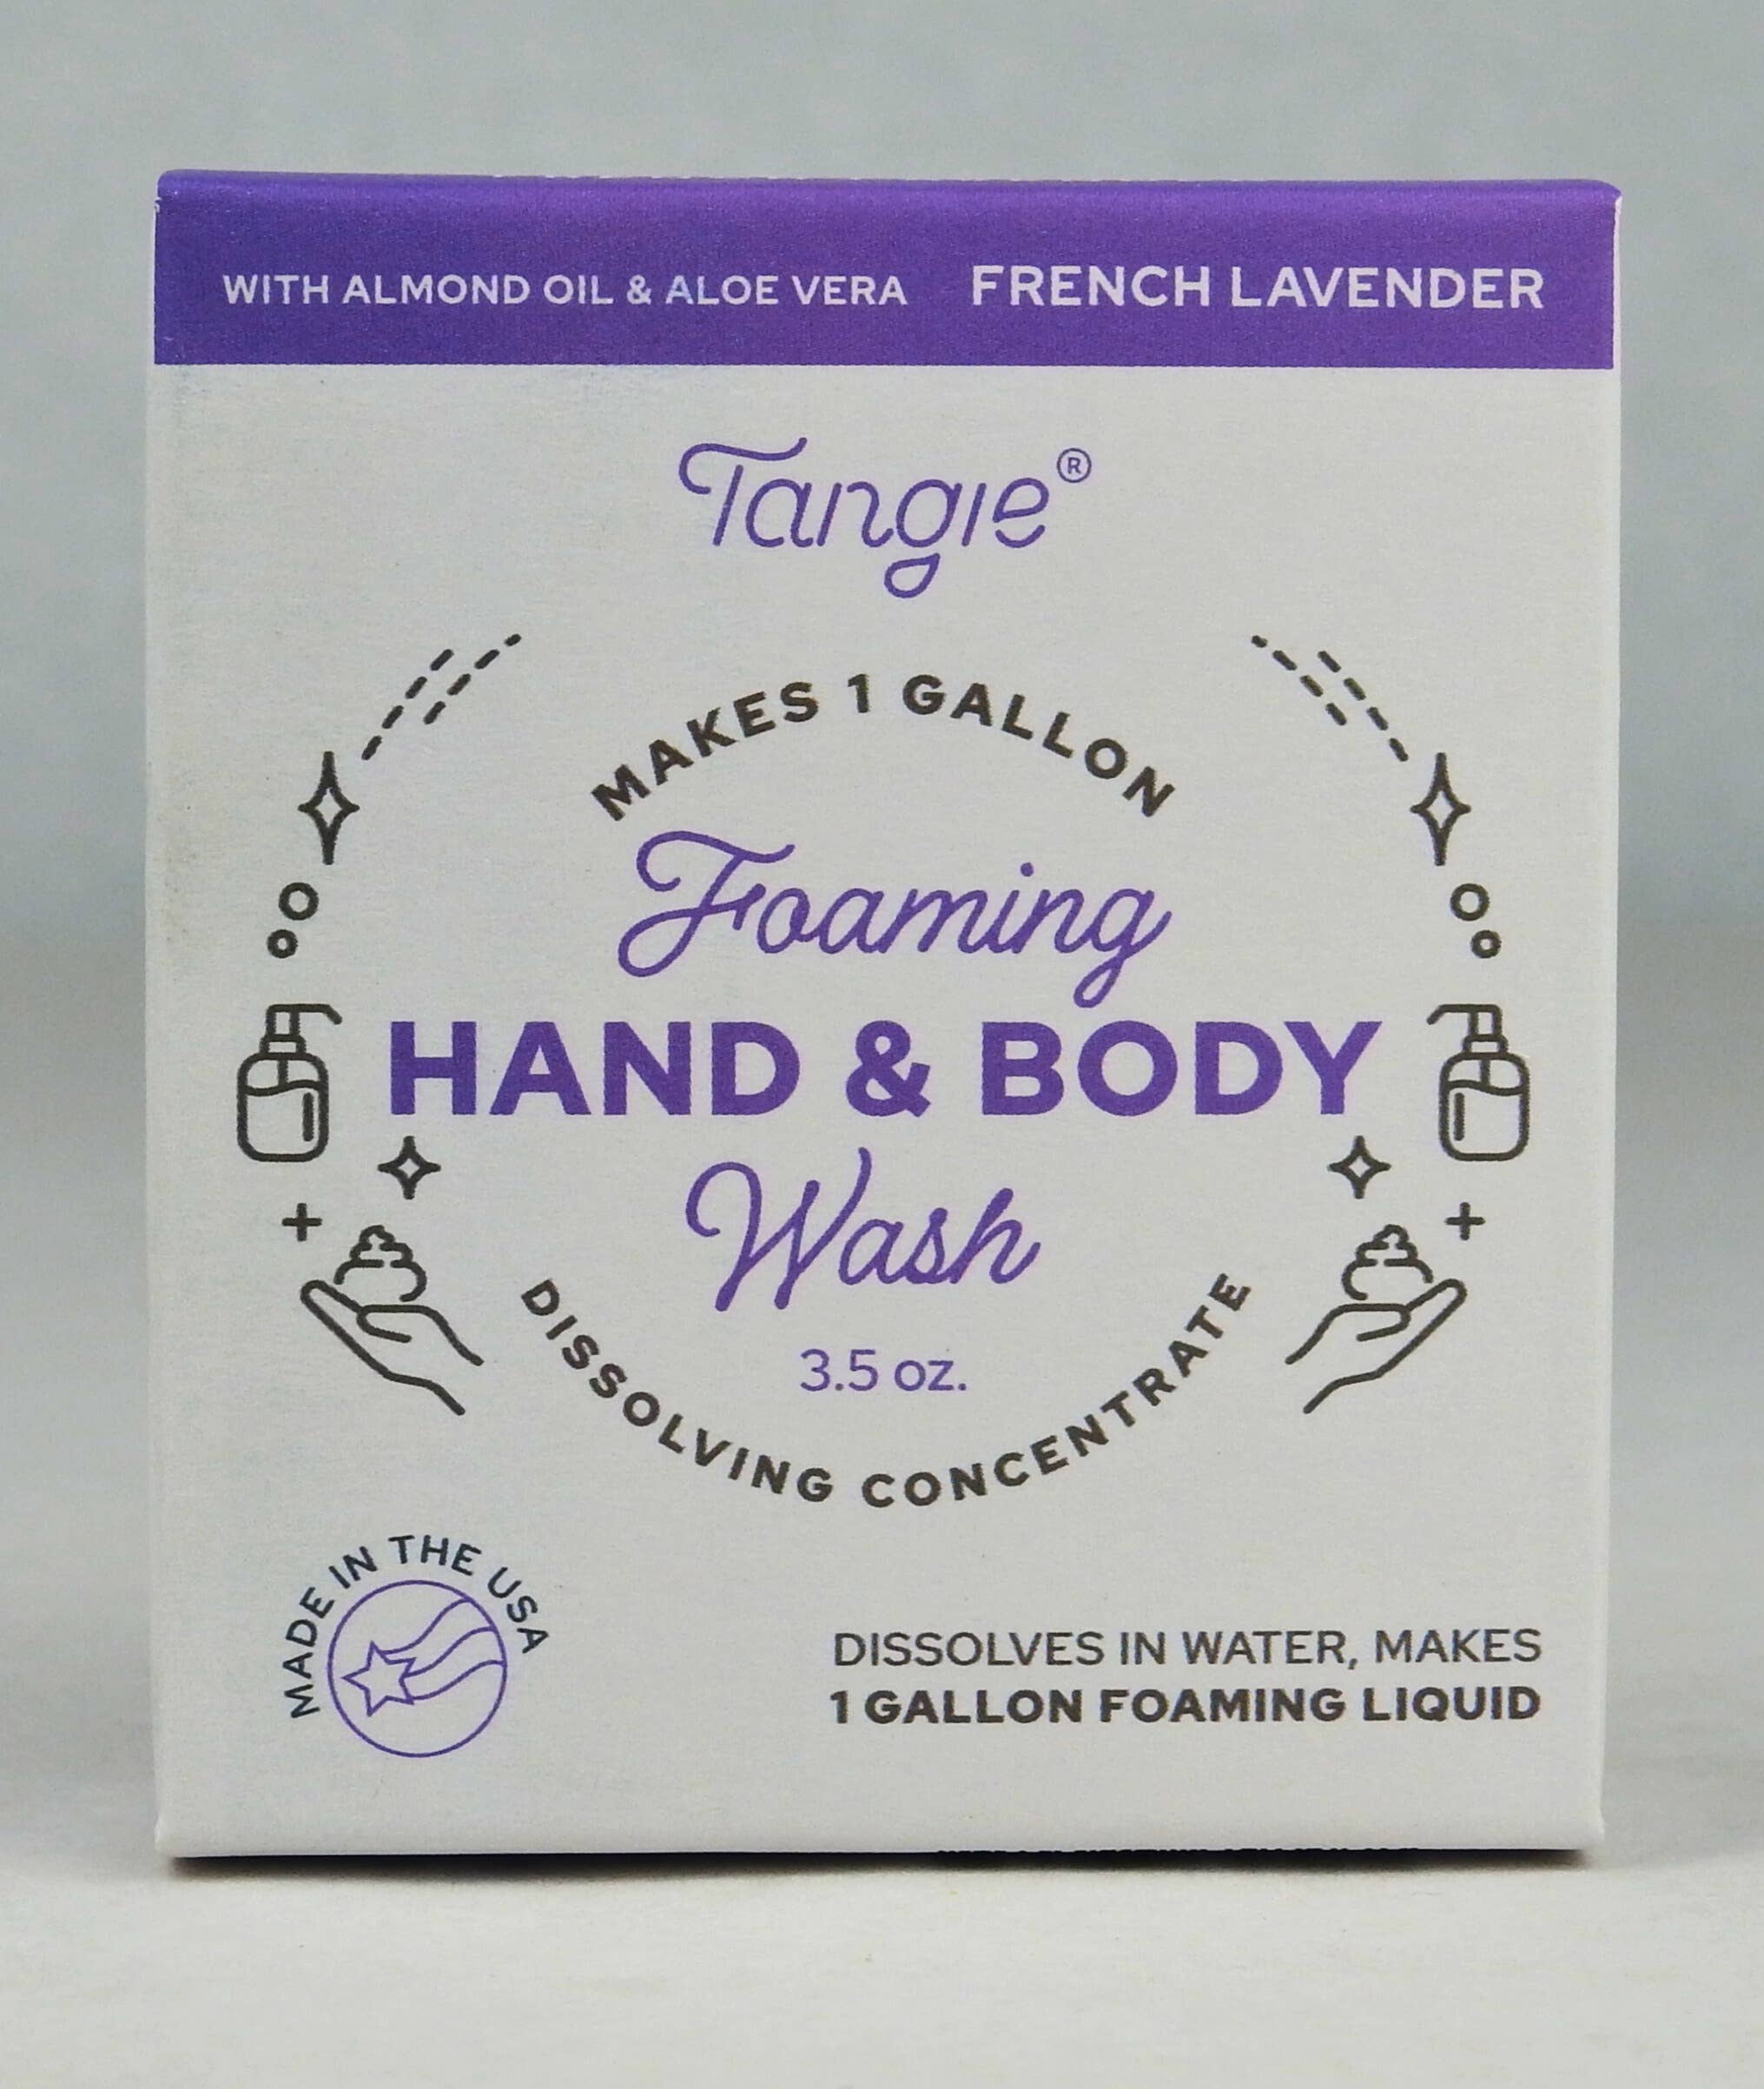 WITH ALMOND OIL & ALOE VERA FRENCH LAVENDER
Tangie®
MAKES 1 GALLON
Foaming
HAND & BODY
Wash
3.5 oz.
DISSOLVING CONCENTRATE
MADE IN THE USA
DISSOLVES IN WATER, MAKES
1 GALLON FOAMING LIQUID